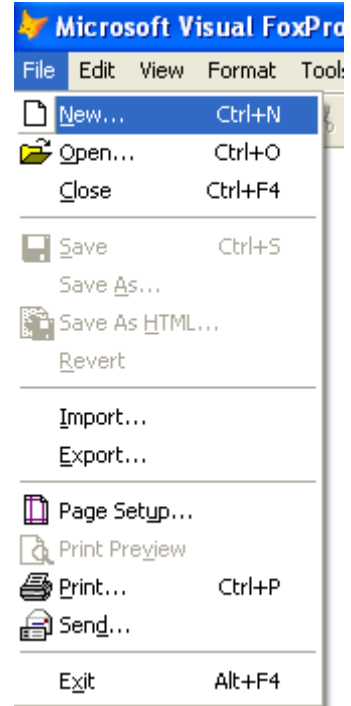 Microsoft Visual FoxPro
File Edit View Format Tools
New... Ctrl+N
Open... Ctrl+O
Close Ctrl+F4
Save Ctrl+S
Save As...
Save As HTML...
Revert
Import...
Export...
Page Setup...
Print Preview
Print... Ctrl+P
Send...
Exit Alt+F4